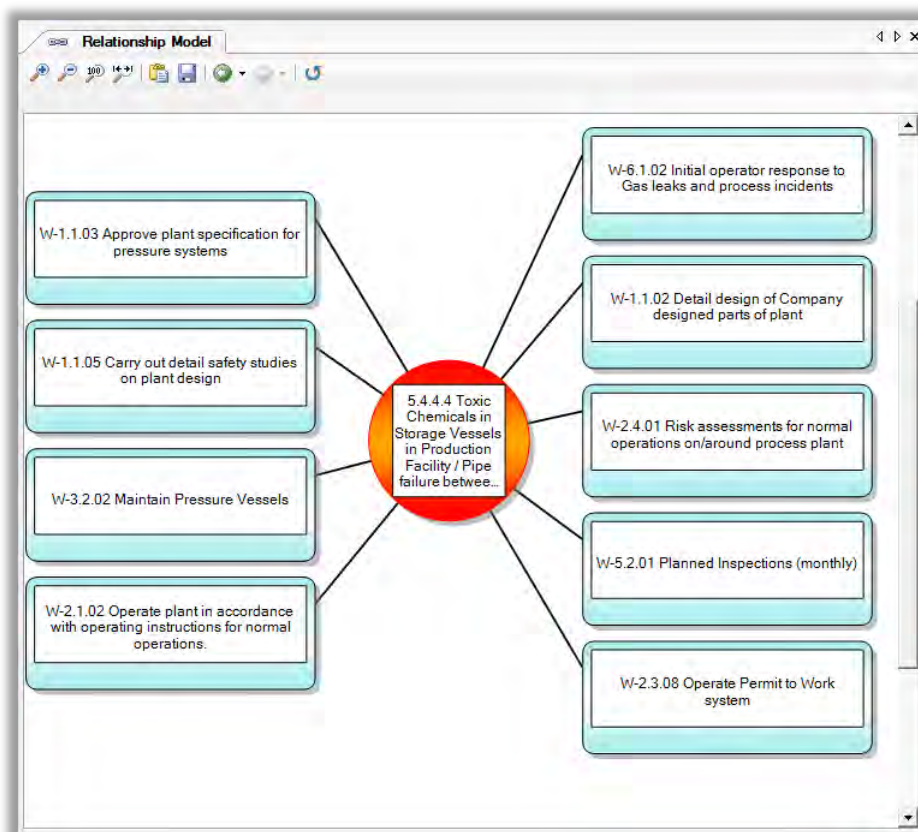 Relationship Model
100
W-1.1.03 Approve plant specification for
pressure systems
W-1.1.05 Carry out detail safety studies
on plant design
W-3.2.02 Maintain Pressure Vessels
W-2.1.02 Operate plant in accordance
with operating instructions for normal
operations.
5.4.4.4 Toxic
Chemicals in
Storage Vessels
in Production
Facility / Pipe
failure betwee...
W-6.1.02 Initial operator response to
Gas leaks and process incidents
W-1.1.02 Detail design of Company
designed parts of plant
W-2.4.01 Risk assessments for normal
operations on/around process plant
W-5.2.01 Planned Inspections (monthly)
W-2.3.08 Operate Permit to Work
system